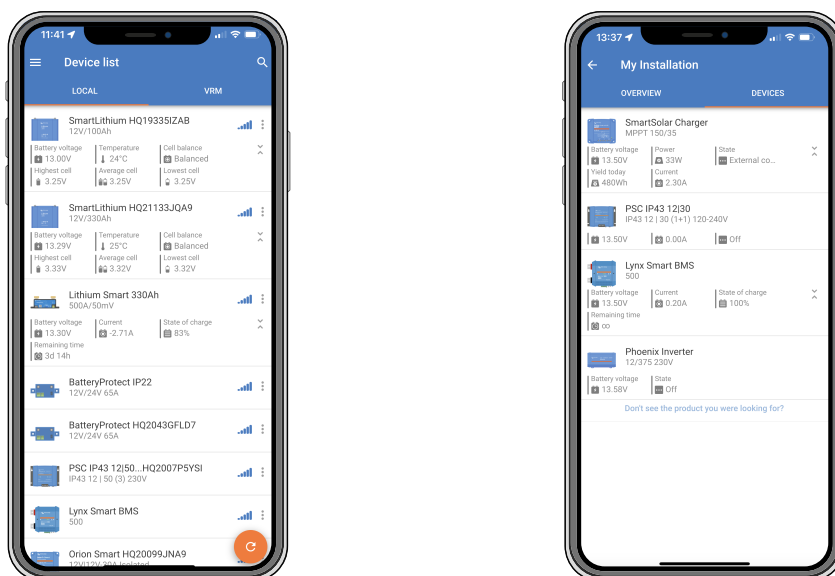 11:41
Device list
LOCAL VRM
SmartLithium HQ19335IZAB
12V/100Ah
Battery voltage Temperature Cell balance
13.00V 24°C Balanced
Highest cell Average cell Lowest cell
3.25V 3.25V 3.25V
SmartLithium HQ21133JQA9
12V/330Ah
Battery voltage Temperature Cell balance
13.29V 25°C Balanced
Highest cell Average cell Lowest cell
3.33V 3.32V 3.32V
Lithium Smart 330Ah
500A/50mV
Battery voltage Current State of charge
13.30V -2.71A 83%
Remaining time
3d 14h
BatteryProtect IP22
12V/24V 65A
BatteryProtect HQ2043GFLD7
12V/24V 65A
PSC IP43 12|50...HQ2007P5YSI
IP43 12 | 50 (3) 230V
Lynx Smart BMS
500
Orion Smart HQ20099JNA9
12V|12V-30A Isolated
13:37
My Installation
OVERVIEW DEVICES
SmartSolar Charger
MPPT 150/35
Battery voltage Power State
13.50V 33W External co...
Yield today Current
480Wh 2.30A
PSC IP43 12|30
IP43 12 | 30 (1+1) 120-240V
13.50V 0.00A Off
Lynx Smart BMS
500
Battery voltage Current State of charge
13.50V 0.20A 100%
Remaining time
∞
Phoenix Inverter
12/375 230V
Battery voltage State
13.58V Off
Don't see the product you were looking for?